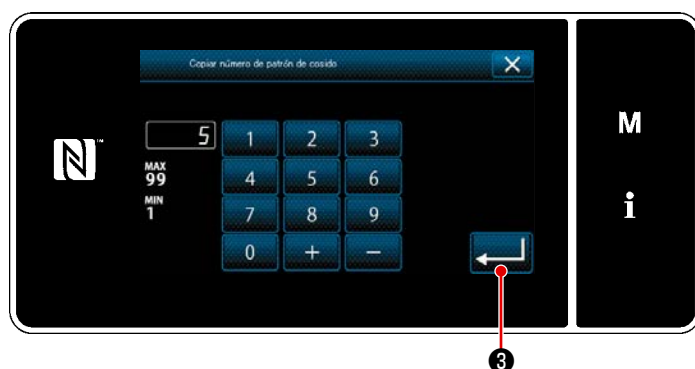 Copiar número de patrón de cosido
5
MAX
99
MIN
1
1 2 3
4 5 6
7 8 9
0 + −
M
i
❸